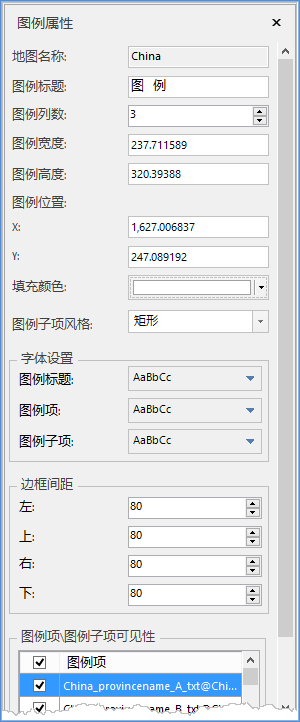 图例属性
地图名称: China
图例标题: 图 例
图例列数: 3
图例宽度: 237.711589
图例高度: 320.39388
图例位置:
X: 1,627.006837
Y: 247.089192
填充颜色:
图例子项风格: 矩形
字体设置
图例标题: AaBbCc
图例项: AaBbCc
图例子项: AaBbCc
边框间距
左: 80
上: 80
右: 80
下: 80
图例项\图例子项可见性
图例项
China_provincename_A_txt@Chi...